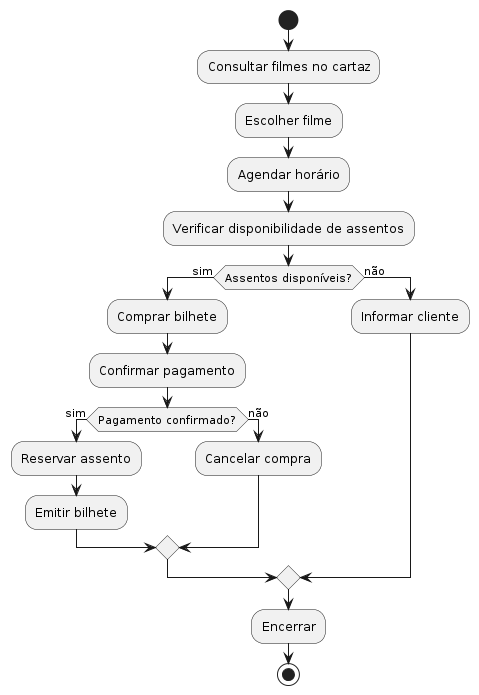 Consultar filmes no cartaz
Escolher filme
Agendar horário
Verificar disponibilidade de assentos
sim
Assentos disponíveis?
não
Comprar bilhete
Informar cliente
Confirmar pagamento
sim
Pagamento confirmado?
não
Reservar assento
Cancelar compra
Emitir bilhete
Encerrar